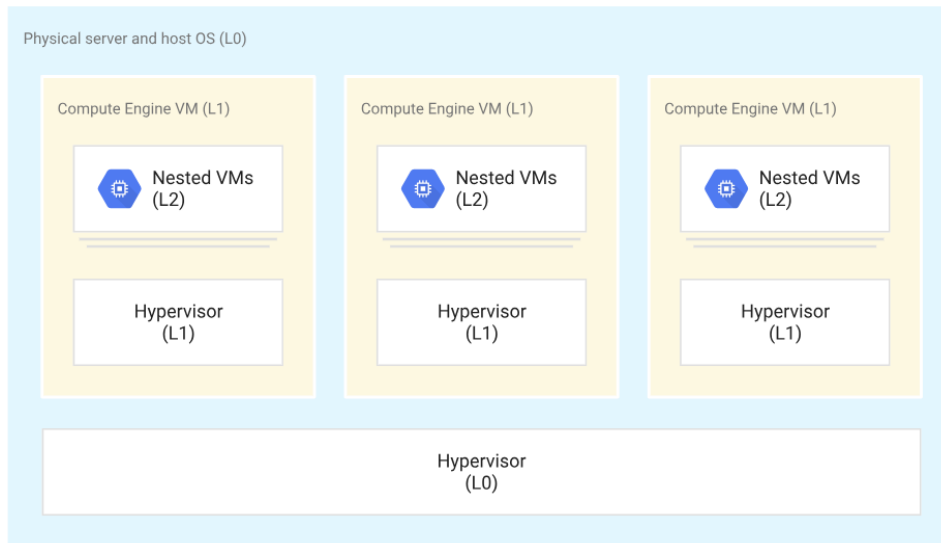 Physical server and host OS (L0)
Compute Engine VM (L1)
Nested VMs
(L2)
Hypervisor
(L1)
Compute Engine VM (L1)
Nested VMs
(L2)
Hypervisor
(L1)
Compute Engine VM (L1)
Nested VMs
(L2)
Hypervisor
(L1)
Hypervisor
(L0)